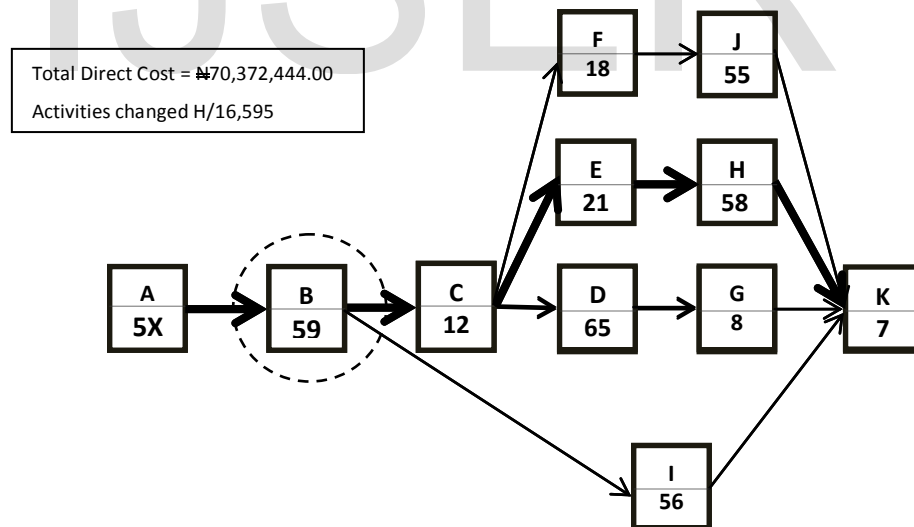 IJSER
Total Direct Cost = ₦70,372,444.00
Activities changed H/16,595
F
18
J
55
E
21
H
58
A
5X
B
59
C
12
D
65
G
8
K
7
I
56